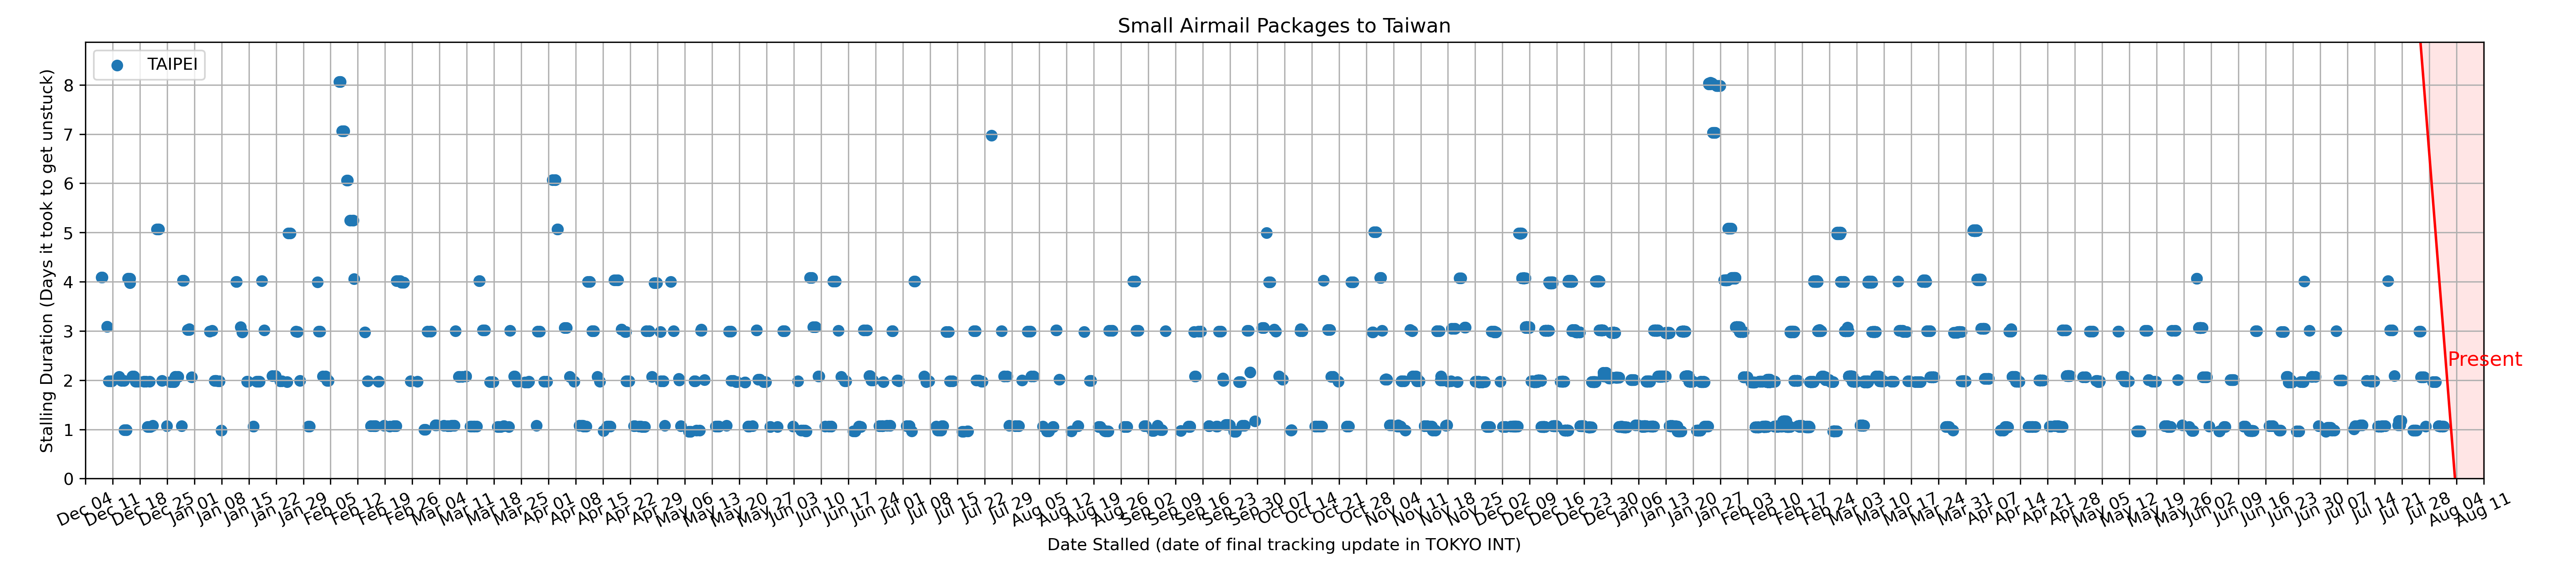 Small Airmail Packages to Taiwan
TAIPEI
Stalling Duration (Days it took to get unstuck)
8
7
6
5
4
3
2
1
0
Present
Dec 04
Dec 11
Dec 18
Dec 25
Jan 01
Jan 08
Jan 15
Jan 22
Jan 29
Feb 05
Feb 12
Feb 19
Feb 26
Mar 04
Mar 11
Mar 18
Mar 25
Apr 01
Apr 08
Apr 15
Apr 22
Apr 29
May 06
May 13
May 20
May 27
Jun 03
Jun 10
Jun 17
Jun 24
Jul 01
Jul 08
Jul 15
Jul 22
Jul 29
Aug 05
Aug 12
Aug 19
Aug 26
Sep 02
Sep 09
Sep 16
Sep 23
Sep 30
Oct 07
Oct 14
Oct 21
Oct 28
Nov 04
Nov 11
Nov 18
Nov 25
Dec 02
Dec 09
Dec 16
Dec 23
Dec 30
Jan 06
Jan 13
Jan 20
Jan 27
Feb 03
Feb 10
Feb 17
Feb 24
Mar 03
Mar 10
Mar 17
Mar 24
Mar 31
Apr 07
Apr 14
Apr 21
Apr 28
May 05
May 12
May 19
May 26
Jun 02
Jun 09
Jun 16
Jun 23
Jun 30
Jul 07
Jul 14
Jul 21
Jul 28
Aug 04
Aug 11
Date Stalled (date of final tracking update in TOKYO INT)